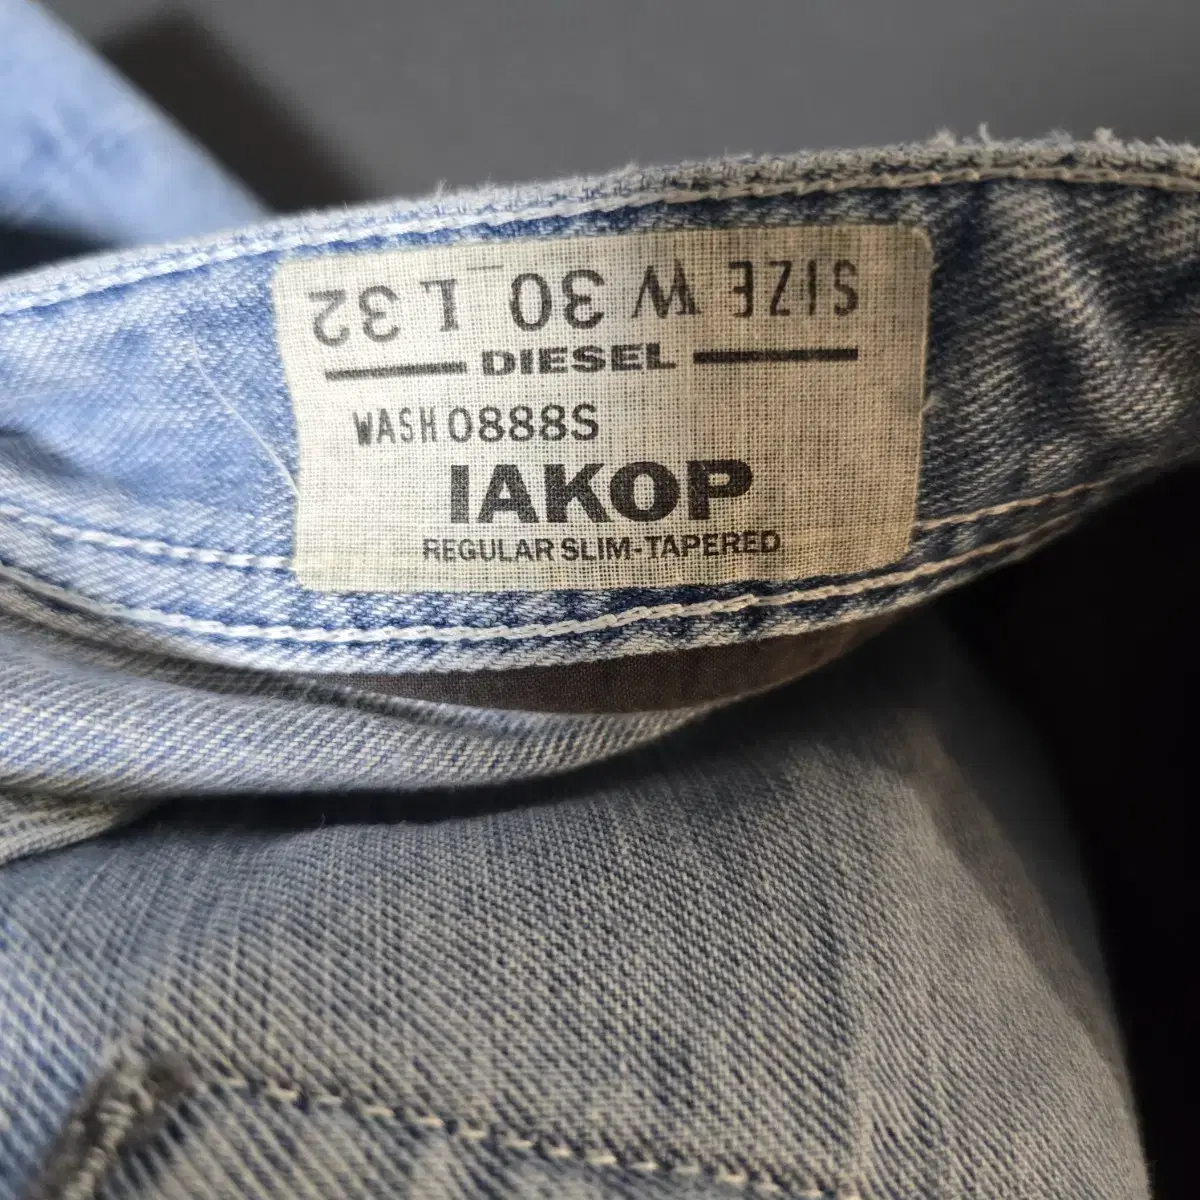 SIZE W 30 L 32
DIESEL
WASH 0888S
IAKOP
REGULAR SLIM-TAPERED